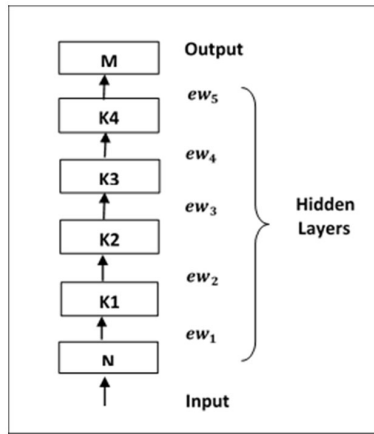 M Output
ew₅
K4
ew₄
K3
ew₃
K2
Hidden
Layers
ew₂
K1
ew₁
N
Input